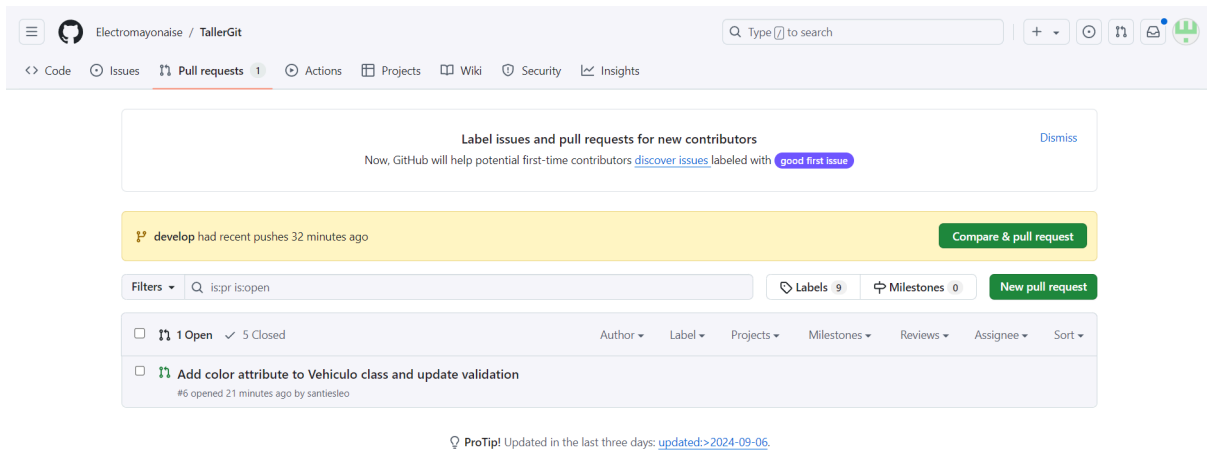 Electromayonaise / TallerGit
Type / to search
<> Code Issues Pull requests 1 Actions Projects Wiki Security Insights
Label issues and pull requests for new contributors Dismiss
Now, GitHub will help potential first-time contributors discover issues labeled with good first issue
develop had recent pushes 32 minutes ago Compare & pull request
Filters is:pr is:open Labels 9 Milestones 0 New pull request
1 Open 5 Closed Author Label Projects Milestones Reviews Assignee Sort
Add color attribute to Vehiculo class and update validation
#6 opened 21 minutes ago by santiesleo
ProTip! Updated in the last three days: updated:>2024-09-06.